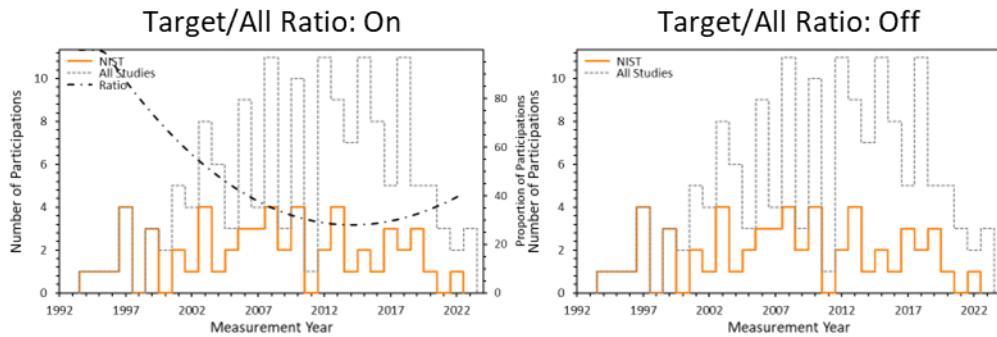 Target/All Ratio: On
NIST
All Studies
Ratio
Number of Participations
0
2
4
6
8
10
0
20
40
60
80
Proportion of Participations
1992 1997 2002 2007 2012 2017 2022
Measurement Year
Target/All Ratio: Off
NIST
All Studies
Number of Participations
0
2
4
6
8
10
1992 1997 2002 2007 2012 2017 2022
Measurement Year